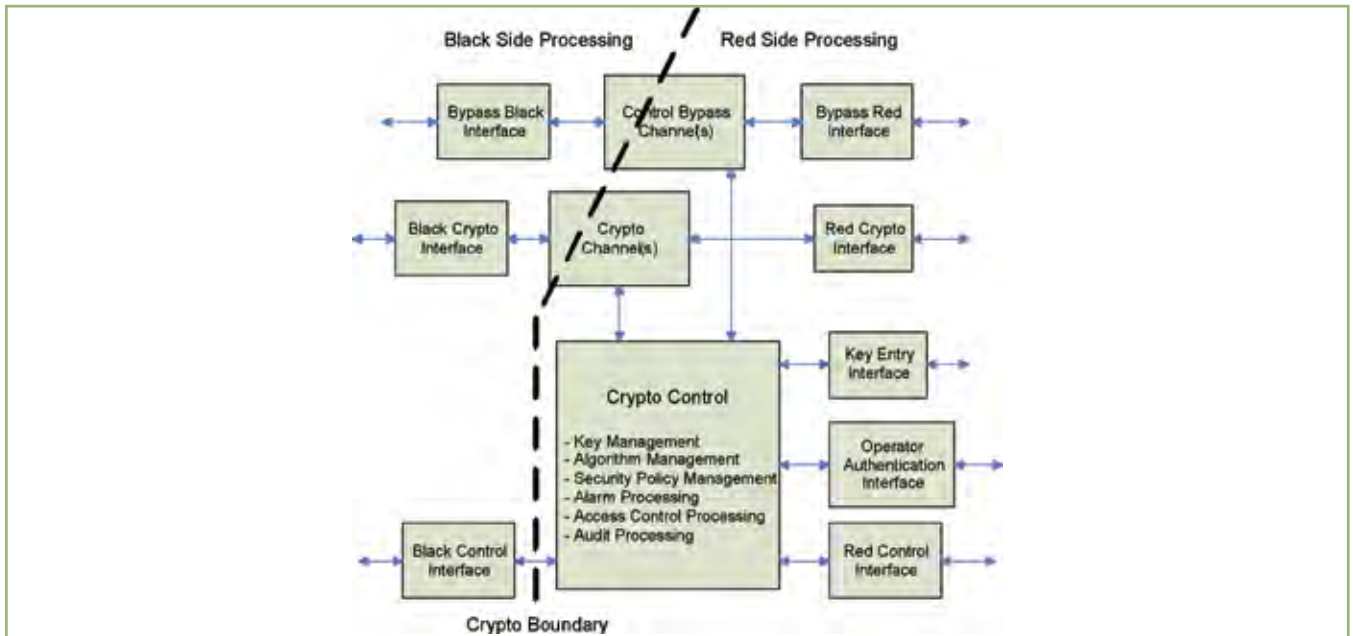 Black Side Processing
Red Side Processing
Bypass Black
Interface
Control Bypass
Channel(s)
Bypass Red
Interface
Black Crypto
Interface
Crypto
Channel(s)
Red Crypto
Interface
Key Entry
Interface
Crypto Control
- Key Management
- Algorithm Management
- Security Policy Management
- Alarm Processing
- Access Control Processing
- Audit Processing
Operator
Authentication
Interface
Black Control
Interface
Red Control
Interface
Crypto Boundary